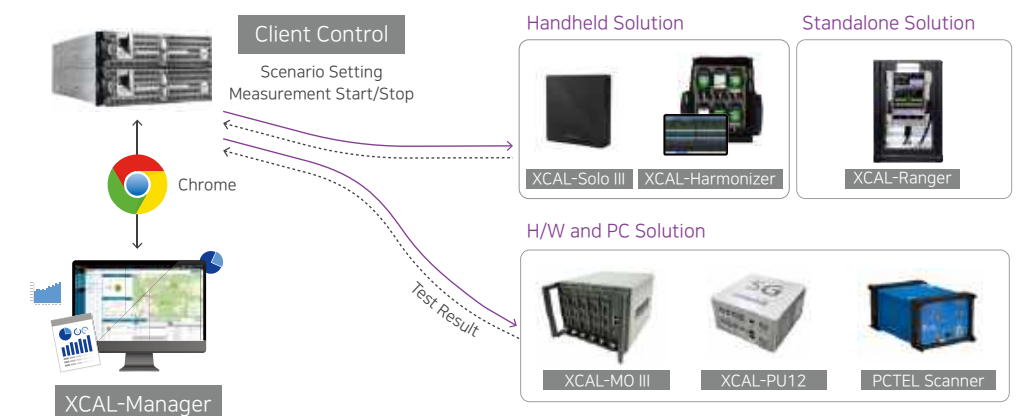 Client Control
Scenario Setting
Measurement Start/Stop
Chrome
XCAL-Manager
Test Result
Handheld Solution
XCAL-Solo III
XCAL-Harmonizer
Standalone Solution
XCAL-Ranger
H/W and PC Solution
5G
XCAL-MO III
XCAL-PU12
PCTEL Scanner